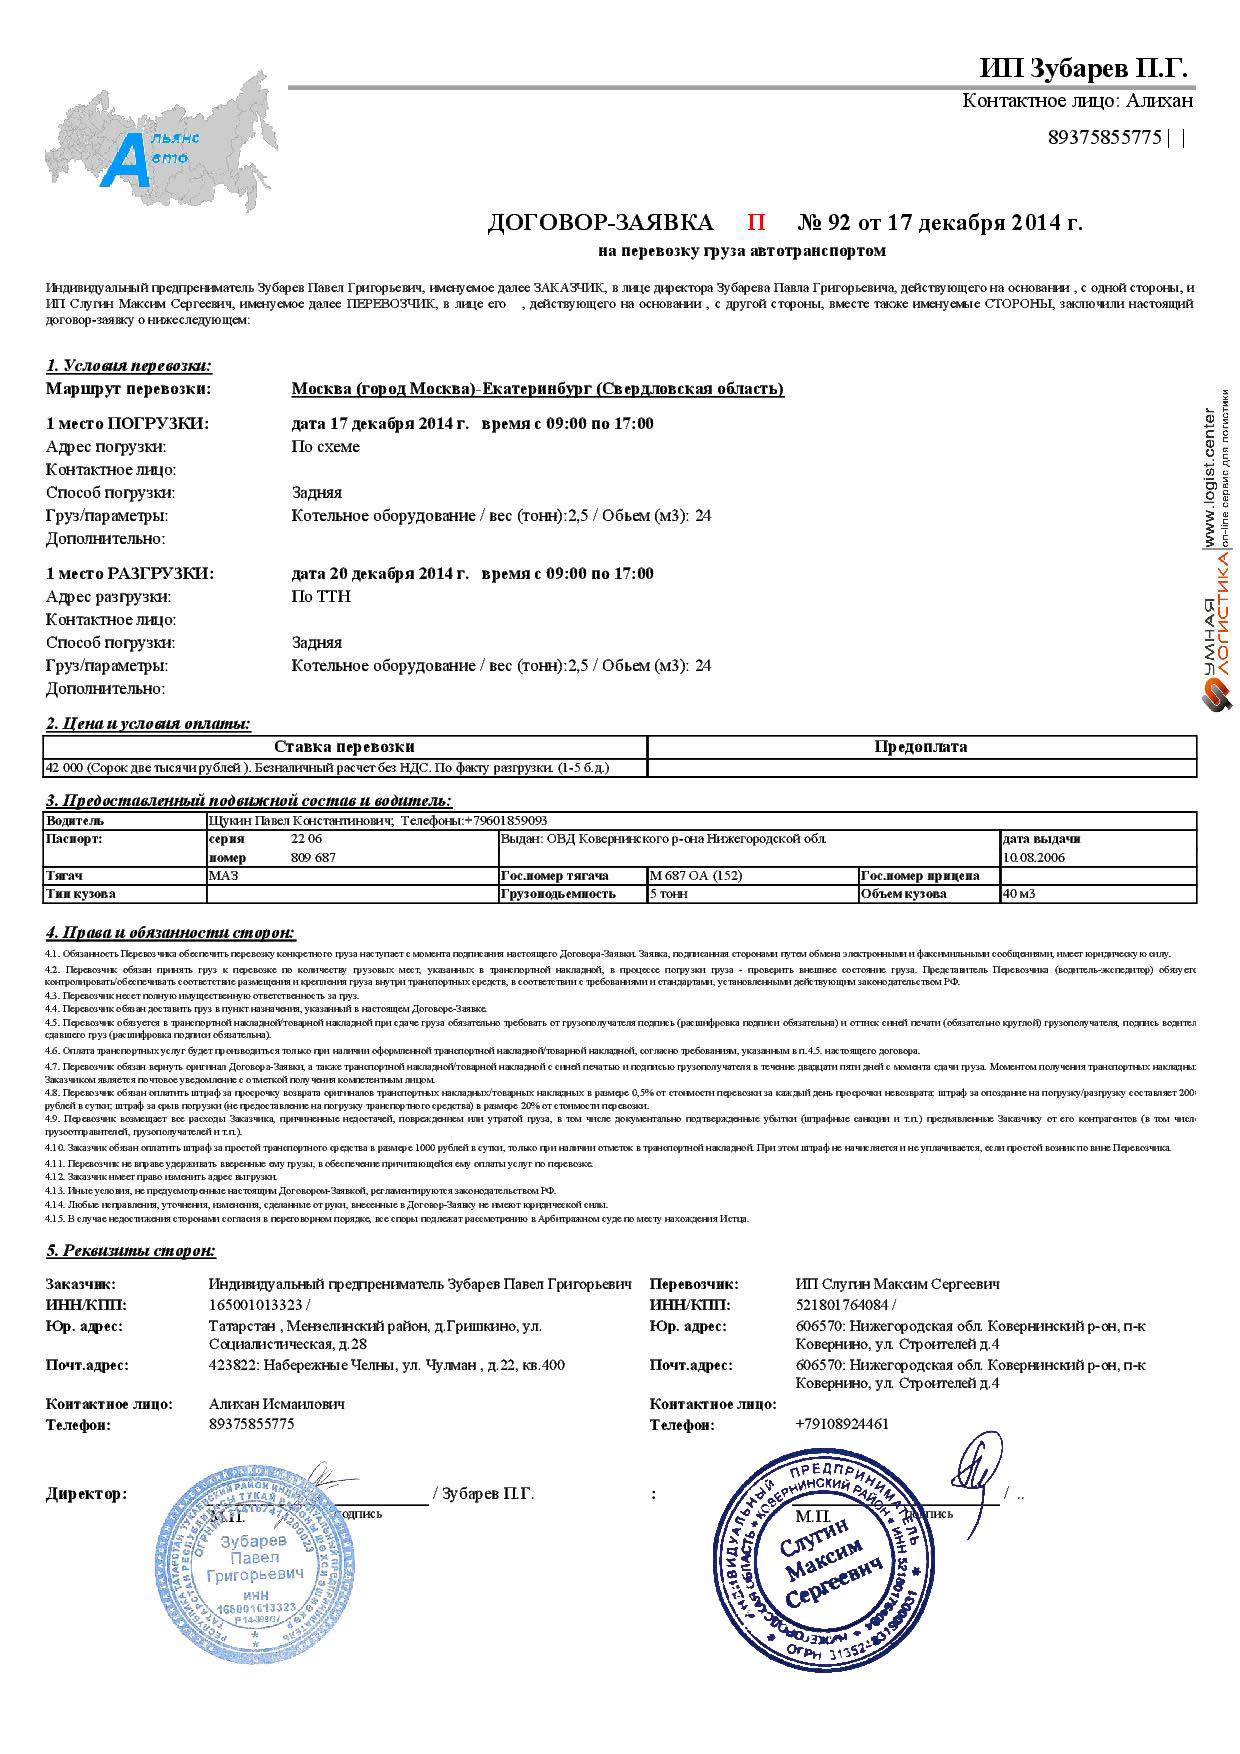 ИП Зубарев П.Г.
Контактное лицо: Алихан
89375855775 | |
Альянс
Авто
ДОГОВОР-ЗАЯВКА П № 92 от 17 декабря 2014 г.
на перевозку груза автотранспортом
Индивидуальный предприниматель Зубарев Павел Григорьевич, именуемое далее ЗАКАЗЧИК, в лице директора Зубарева Павла Григорьевича, действующего на основании , с одной стороны, и
ИП Слугин Максим Сергеевич, именуемое далее ПЕРЕВОЗЧИК, в лице его , действующего на основании , с другой стороны, вместе также именуемые СТОРОНЫ, заключили настоящий
договор-заявку о нижеследующем:
1. Условия перевозки:
Маршрут перевозки: Москва (город Москва)-Екатеринбург (Свердловская область)
1 место ПОГРУЗКИ: дата 17 декабря 2014 г. время с 09:00 по 17:00
Адрес погрузки: По схеме
Контактное лицо:
Способ погрузки: Задняя
Груз/параметры: Котельное оборудование / вес (тонн):2,5 / Обьем (м3): 24
Дополнительно:
1 место РАЗГРУЗКИ: дата 20 декабря 2014 г. время с 09:00 по 17:00
Адрес разгрузки: По ТТН
Контактное лицо:
Способ погрузки: Задняя
Груз/параметры: Котельное оборудование / вес (тонн):2,5 / Обьем (м3): 24
Дополнительно:
УМНАЯ ЛОГИСТИКА
www.logist.center
on-line сервис для логистики
2. Цена и условия оплаты:
Ставка перевозки Предоплата
42 000 (Сорок две тысячи рублей ). Безналичный расчет без НДС. По факту разгрузки. (1-5 б.д.)
3. Предоставленный подвижной состав и водитель:
Водитель Щукин Павел Константинович; Телефоны:+79601859093
Паспорт: серия 22 06 Выдан: ОВД Ковернинского р-она Нижегородской обл. дата выдачи
номер 809 687 10.08.2006
Тягач МАЗ Гос.номер тягача М 687 ОА (152) Гос.номер прицепа
Тип кузова Грузоподьемность 5 тонн Объем кузова 40 м3
4. Права и обязанности сторон:
4.1. Обязанность Перевозчика обеспечить перевозку конкретного груза наступает с момента подписания настоящего Договора-Заявки. Заявка, подписанная сторонами путем обмена электронными и факсимильными сообщениями, имеет юридическую силу.
4.2. Перевозчик обязан принять груз к перевозке по количеству грузовых мест, указанных в транспортной накладной, в процессе погрузки груза - проверить внешнее состояние груза. Представитель Перевозчика (водитель-экспедитор) обязуетс
контролировать/обеспечивать соответствие размещения и крепления груза внутри транспортных средств, в соответствии с требованиями и стандартами, установленными действующим законодательством РФ.
4.3. Перевозчик несет полную имущественную ответственность за груз.
4.4. Перевозчик обязан доставить груз в пункт назначения, указанный в настоящем Договоре-Заявке.
4.5. Перевозчик обязуется в транспортной накладной/товарной накладной при сдаче груза обязательно требовать от грузополучателя подпись (расшифровка подписи обязательна) и оттиск синей печати (обязательно круглой) грузополучателя, подпись водител
сдавшего груз (расшифровка подписи обязательна).
4.6. Оплата транспортных услуг будет производиться только при наличии оформленной транспортной накладной/товарной накладной, согласно требованиям, указанным в п.4.5. настоящего договора.
4.7. Перевозчик обязан вернуть оригинал Договора-Заявки, а также транспортной накладной/товарной накладной с синей печатью и подписью грузополучателя в течение двадцати пяти дней с момента сдачи груза. Моментом получения транспортных накладны
Заказчиком является почтовое уведомление с отметкой получения компетентным лицом.
4.8. Перевозчик обязан оплатить штраф за просрочку возврата оригиналов транспортных накладных/товарных накладных в размере 0,5% от стоимости перевозки за каждый день просрочки невозврата; штраф за опоздание на погрузку/разгрузку составляет 200
рублей в сутки; штраф за срыв погрузки (не предоставление на погрузку транспортного средства) в размере 20% от стоимости перевозки.
4.9. Перевозчик возмещает все расходы Заказчика, причиненные недостачей, повреждением или утратой груза, в том числе документально подтвержденные убытки (штрафные санкции и т.п.) предъявленные Заказчику от его контрагентов (в том числ
грузоотправителей, грузополучателей и т.п.).
4.10. Заказчик обязан оплатить штраф за простой транспортного средства в размере 1000 рублей в сутки, только при наличии отметок в транспортной накладной. При этом штраф не начисляется и не уплачивается, если простой возник по вине Перевозчика.
4.11. Перевозчик не вправе удерживать вверенные ему грузы, в обеспечение причитающейся ему оплаты услуг по перевозке.
4.12. Заказчик имеет право изменить адрес выгрузки.
4.13. Иные условия, не предусмотренные настоящим Договором-Заявкой, регламентируются законодательством РФ.
4.14. Любые исправления, уточнения, изменения, сделанные от руки, внесенные в Договор-Заявку не имеют юридической силы.
4.15. В случае недостижения сторонами согласия в переговорном порядке, все споры подлежат рассмотрению в Арбитражном суде по месту нахождения Истца.
5. Реквизиты сторон:
Заказчик: Индивидуальный предприниматель Зубарев Павел Григорьевич Перевозчик: ИП Слугин Максим Сергеевич
ИНН/КПП: 165001013323 / ИНН/КПП: 521801764084 /
Юр. адрес: Татарстан , Мензелинский район, д.Гришкино, ул. Юр. адрес: 606570: Нижегородская обл. Ковернинский р-он, п-к
Социалистическая, д.28 Ковернино, ул. Строителей д.4
Почт.адрес: 423822: Набережные Челны, ул. Чулман , д.22, кв.400 Почт.адрес: 606570: Нижегородская обл. Ковернинский р-он, п-к
Ковернино, ул. Строителей д.4
Контактное лицо: Алихан Исмаилович Контактное лицо:
Телефон: 89375855775 Телефон: +79108924461
Директор: / Зубарев П.Г. : / ..
М.П. подпись М.П. подпись
Зубарев
Павел
Григорьевич
ИНН
165001013323
ИНДИВИДУАЛЬНЫЙ ПРЕДПРИНИМАТЕЛЬ
НИЖЕГОРОДСКАЯ ОБЛАСТЬ * КОВЕРНИНСКИЙ РАЙОН * ИНН 521801764084
Слугин
Максим
Сергеевич